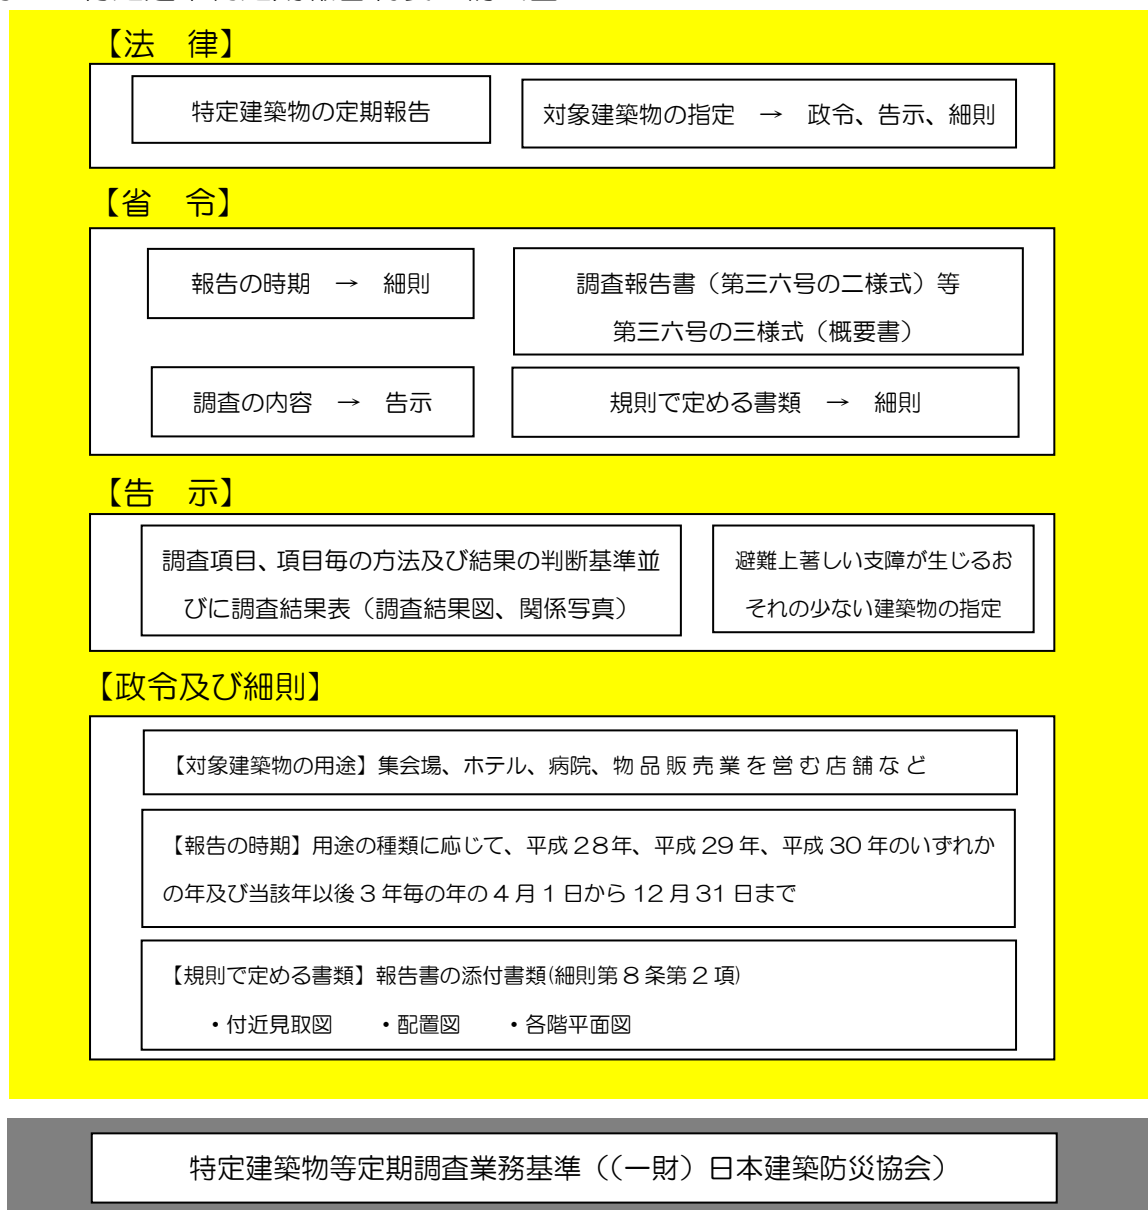 【法　律】
特定建築物の定期報告
対象建築物の指定　→　政令、告示、細則
【省　令】
報告の時期　→　細則
調査報告書（第三六号の二様式）等
第三六号の三様式（概要書）
調査の内容　→　告示
規則で定める書類　→　細則
【告　示】
調査項目、項目毎の方法及び結果の判断基準並
びに調査結果表（調査結果図、関係写真）
避難上著しい支障が生じるお
それの少ない建築物の指定
【政令及び細則】
【対象建築物の用途】集会場、ホテル、病院、物品販売業を営む店舗など
【報告の時期】用途の種類に応じて、平成28年、平成29年、平成30年のいずれか
の年及び当該年以後3年毎の年の4月1日から12月31日まで
【規則で定める書類】報告書の添付書類(細則第8条第2項)
・付近見取図　・配置図　・各階平面図
特定建築物等定期調査業務基準（(一財）日本建築防災協会）